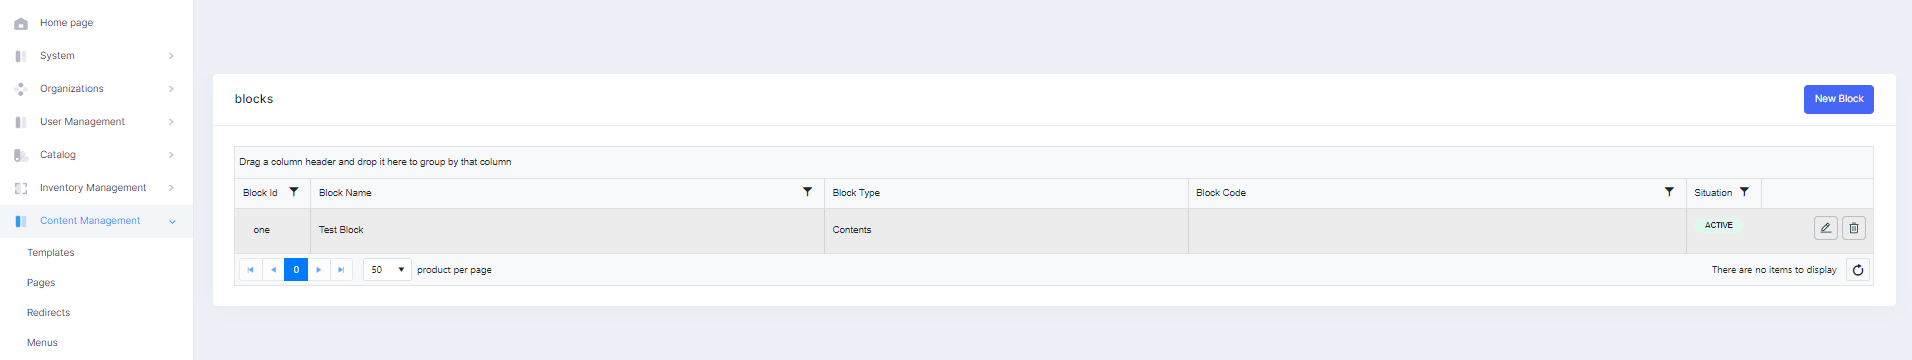 Home page
System
Organizations
User Management
Catalog
Inventory Management
Content Management
Templates
Pages
Redirects
Menus
blocks
New Block
Drag a column header and drop it here to group by that column
Block Id Block Name Block Type Block Code Situation
one Test Block Contents ACTIVE
0 50 product per page There are no items to display